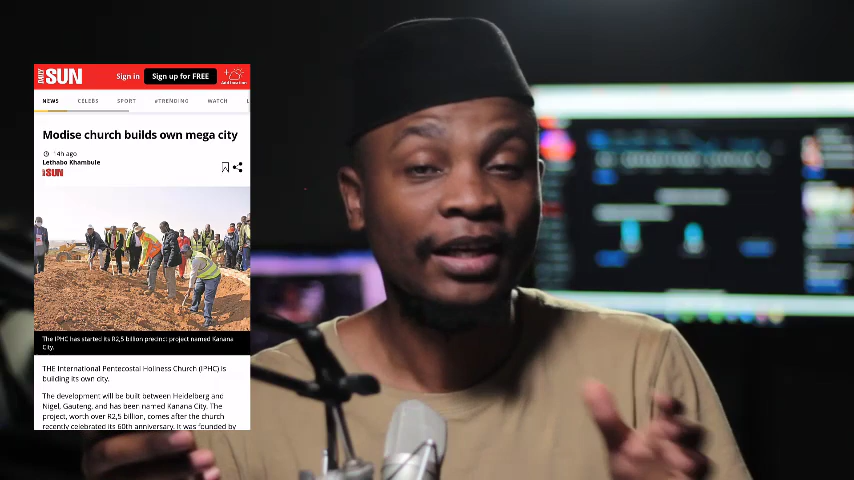 DAILY SUN
Sign in
Sign up for FREE
Add location
NEWS CELEBS SPORT #TRENDING WATCH L
Modise church builds own mega city
14h ago
Lethabo Khambule
SUN
The IPHC has started its R2,5 billion precinct project named Kanana
City.
THE International Pentecostal Holiness Church (IPHC) is
building its own city.
The development will be built between Heidelberg and
Nigel, Gauteng, and has been named Kanana City. The
project, worth over R2,5 billion, comes after the church
recently celebrated its 60th anniversary. It was founded by